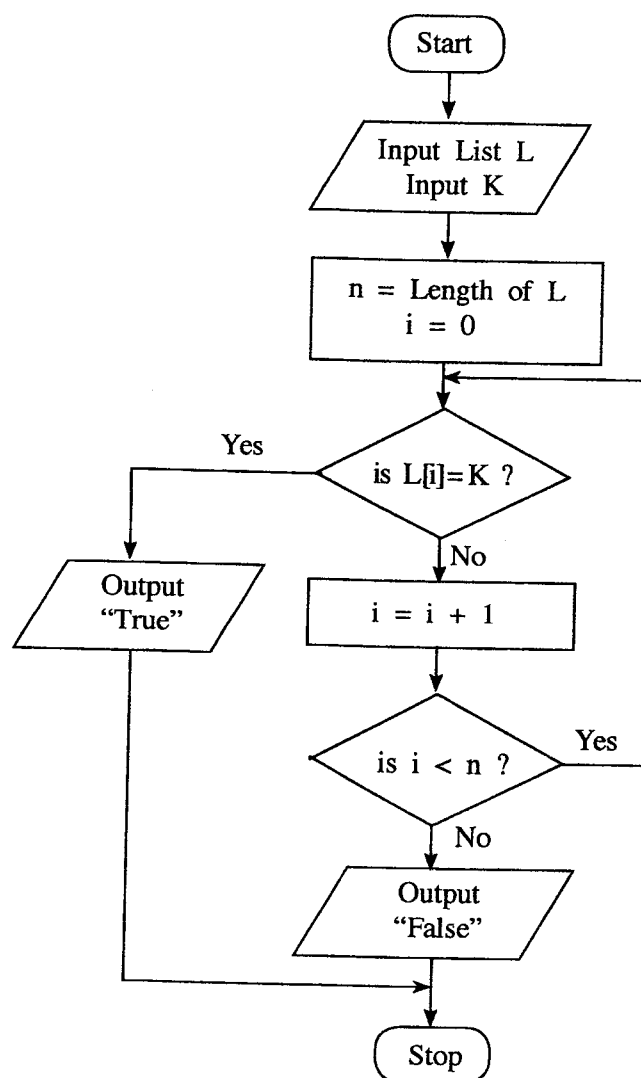 Start
Input List L
Input K
n = Length of L
i = 0
Yes
is L[i]=K ?
No
Output
“True”
i = i + 1
is i < n ?
Yes
No
Output
“False”
Stop